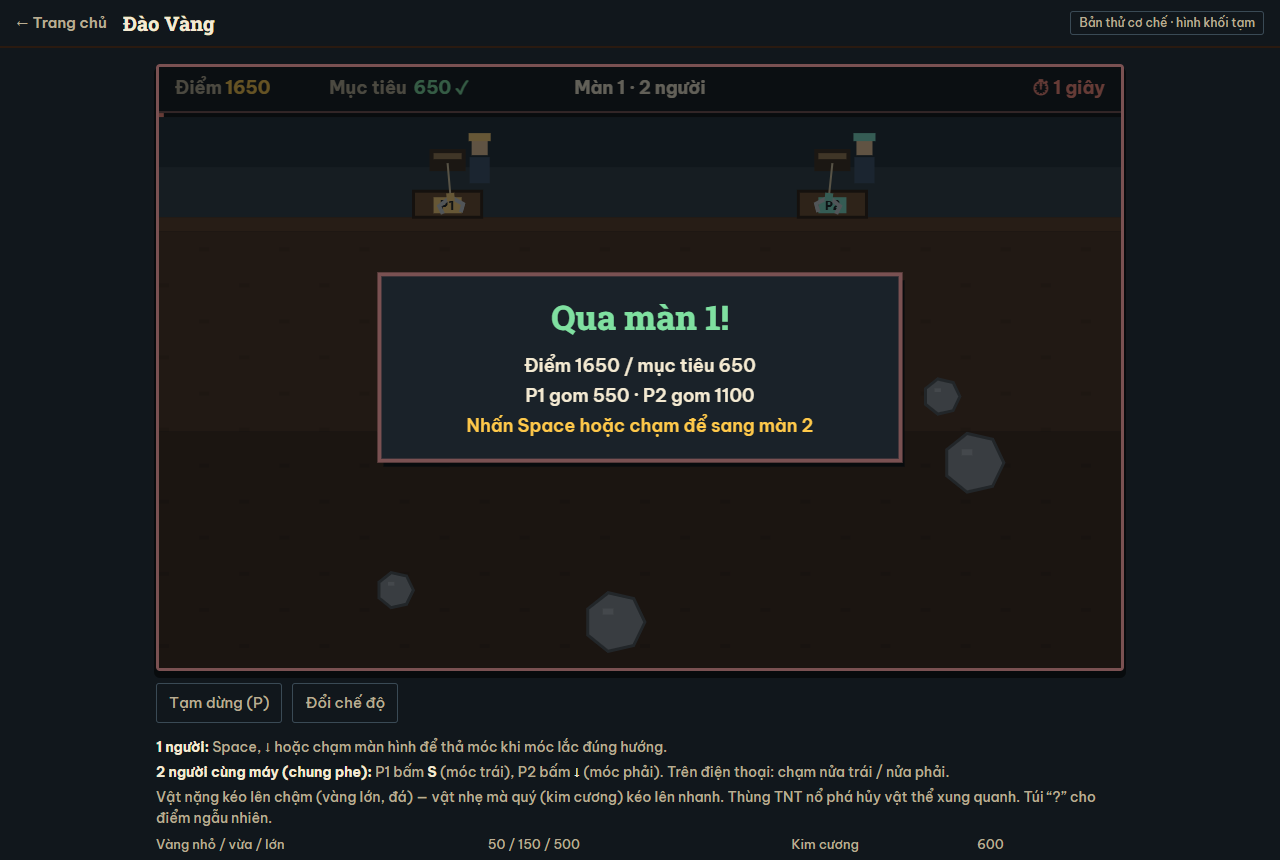 ← Trang chủ Đào Vàng Bản thử cơ chế · hình khối tạm
Điểm 1650 Mục tiêu 650 ✓ Màn 1 · 2 người ⏱ 1 giây
P1 P2
Qua màn 1!
Điểm 1650 / mục tiêu 650
P1 gom 550 · P2 gom 1100
Nhấn Space hoặc chạm để sang màn 2
Tạm dừng (P) Đổi chế độ
1 người: Space, ↓ hoặc chạm màn hình để thả móc khi móc lắc đúng hướng.
2 người cùng máy (chung phe): P1 bấm S (móc trái), P2 bấm ↓ (móc phải). Trên điện thoại: chạm nửa trái / nửa phải.
Vật nặng kéo lên chậm (vàng lớn, đá) — vật nhẹ mà quý (kim cương) kéo lên nhanh. Thùng TNT nổ phá hủy vật thể xung quanh. Túi “?” cho
điểm ngẫu nhiên.
Vàng nhỏ / vừa / lớn 50 / 150 / 500 Kim cương 600